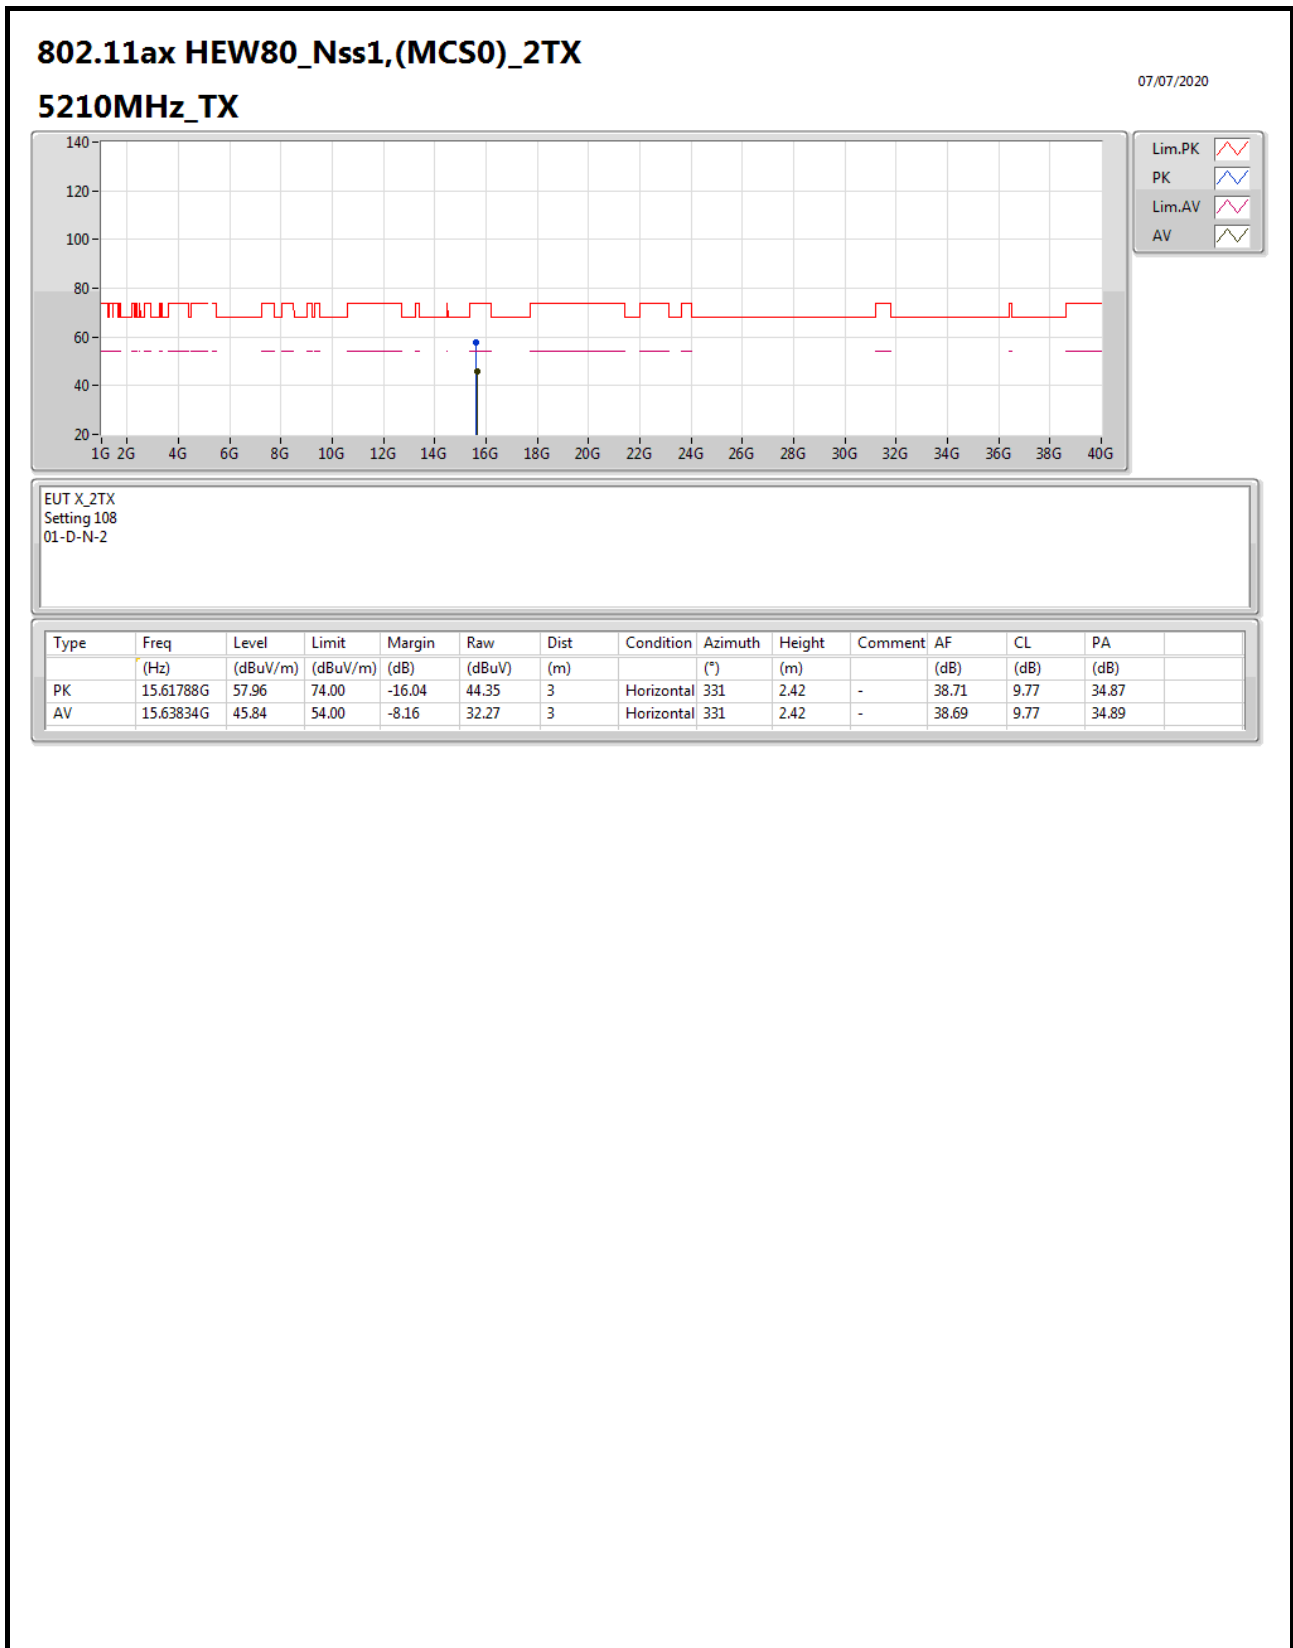 802.11ax HEW80_Nss1,(MCS0)_2TX
07/07/2020
5210MHz_TX
140
120
100
80
60
40
20
1G 2G 4G 6G 8G 10G 12G 14G 16G 18G 20G 22G 24G 26G 28G 30G 32G 34G 36G 38G 40G
Lim.PK
PK
Lim.AV
AV
EUT X_2TX
Setting 108
01-D-N-2
Type Freq Level Limit Margin Raw Dist Condition Azimuth Height Comment AF CL PA
(Hz) (dBuV/m) (dBuV/m) (dB) (dBuV) (m) (°) (m) (dB) (dB) (dB)
PK 15.61788G 57.96 74.00 -16.04 44.35 3 Horizontal 331 2.42 - 38.71 9.77 34.87
AV 15.63834G 45.84 54.00 -8.16 32.27 3 Horizontal 331 2.42 - 38.69 9.77 34.89